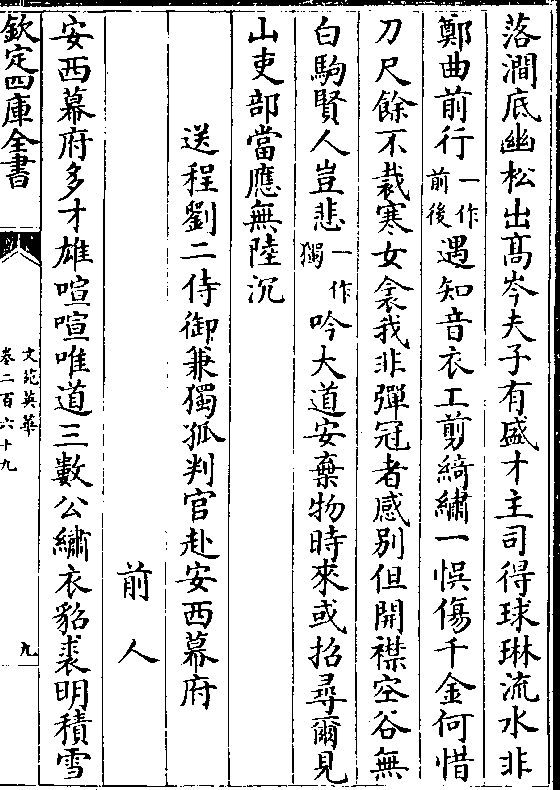 落澗底幽松出髙岑夫子有盛才主司得球琳流水非
鄭曲前行一作前後遇知音衣工剪綺繡一悞傷千金何惜
刀尺餘不裁寒女衾我非彈冠者感别但開襟空谷無
白駒賢人豈悲一作獨吟大道安棄物時來或招尋爾見
山吏部當應無陸沉
送程劉二侍御兼獨孤判官赴安西幕府
前人
安西幕府多才雄喧喧唯道三數公繡衣貂裘明積雪
欽定四庫全書
文苑英華
卷二百六十九
九